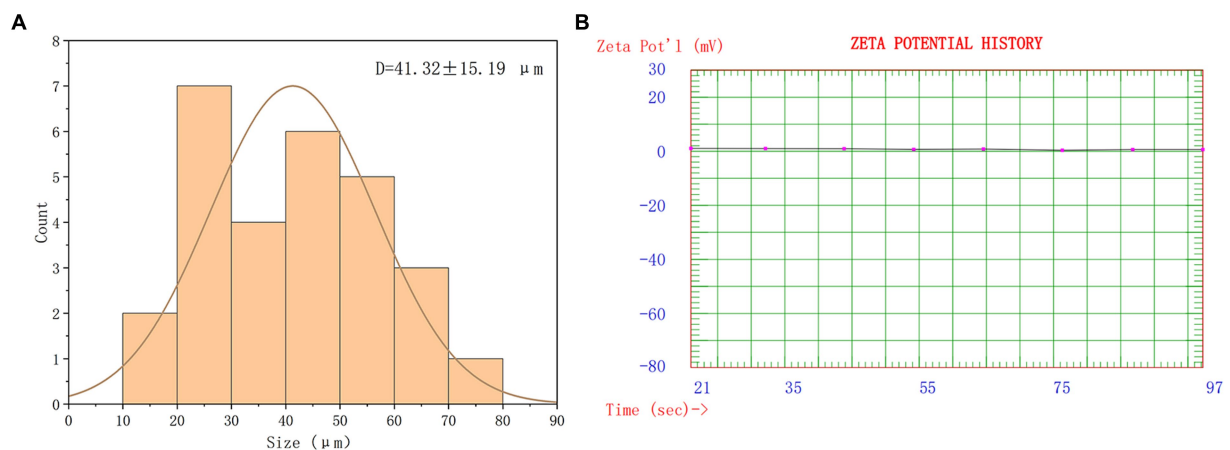 A
8
7
6
5
4
3
2
1
0
Count
D=41.32±15.19 μm
0 10 20 30 40 50 60 70 80 90
Size (μm)
B
Zeta Pot'l (mV)
ZETA POTENTIAL HISTORY
30
20
0
-20
-40
-60
-80
21 35 55 75 97
Time (sec)->